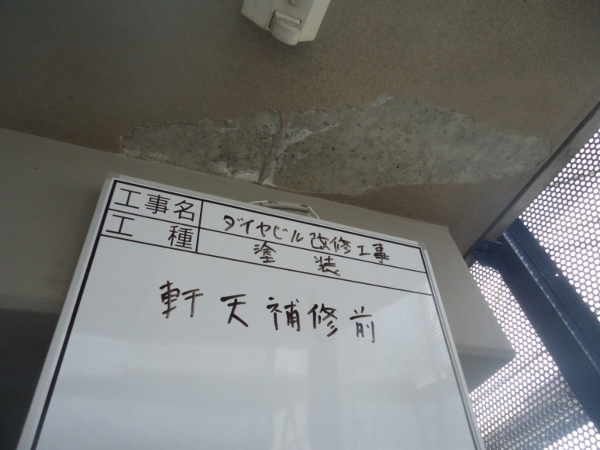 工事名 ダイヤビル改修工事
工種 塗装
軒天補修前